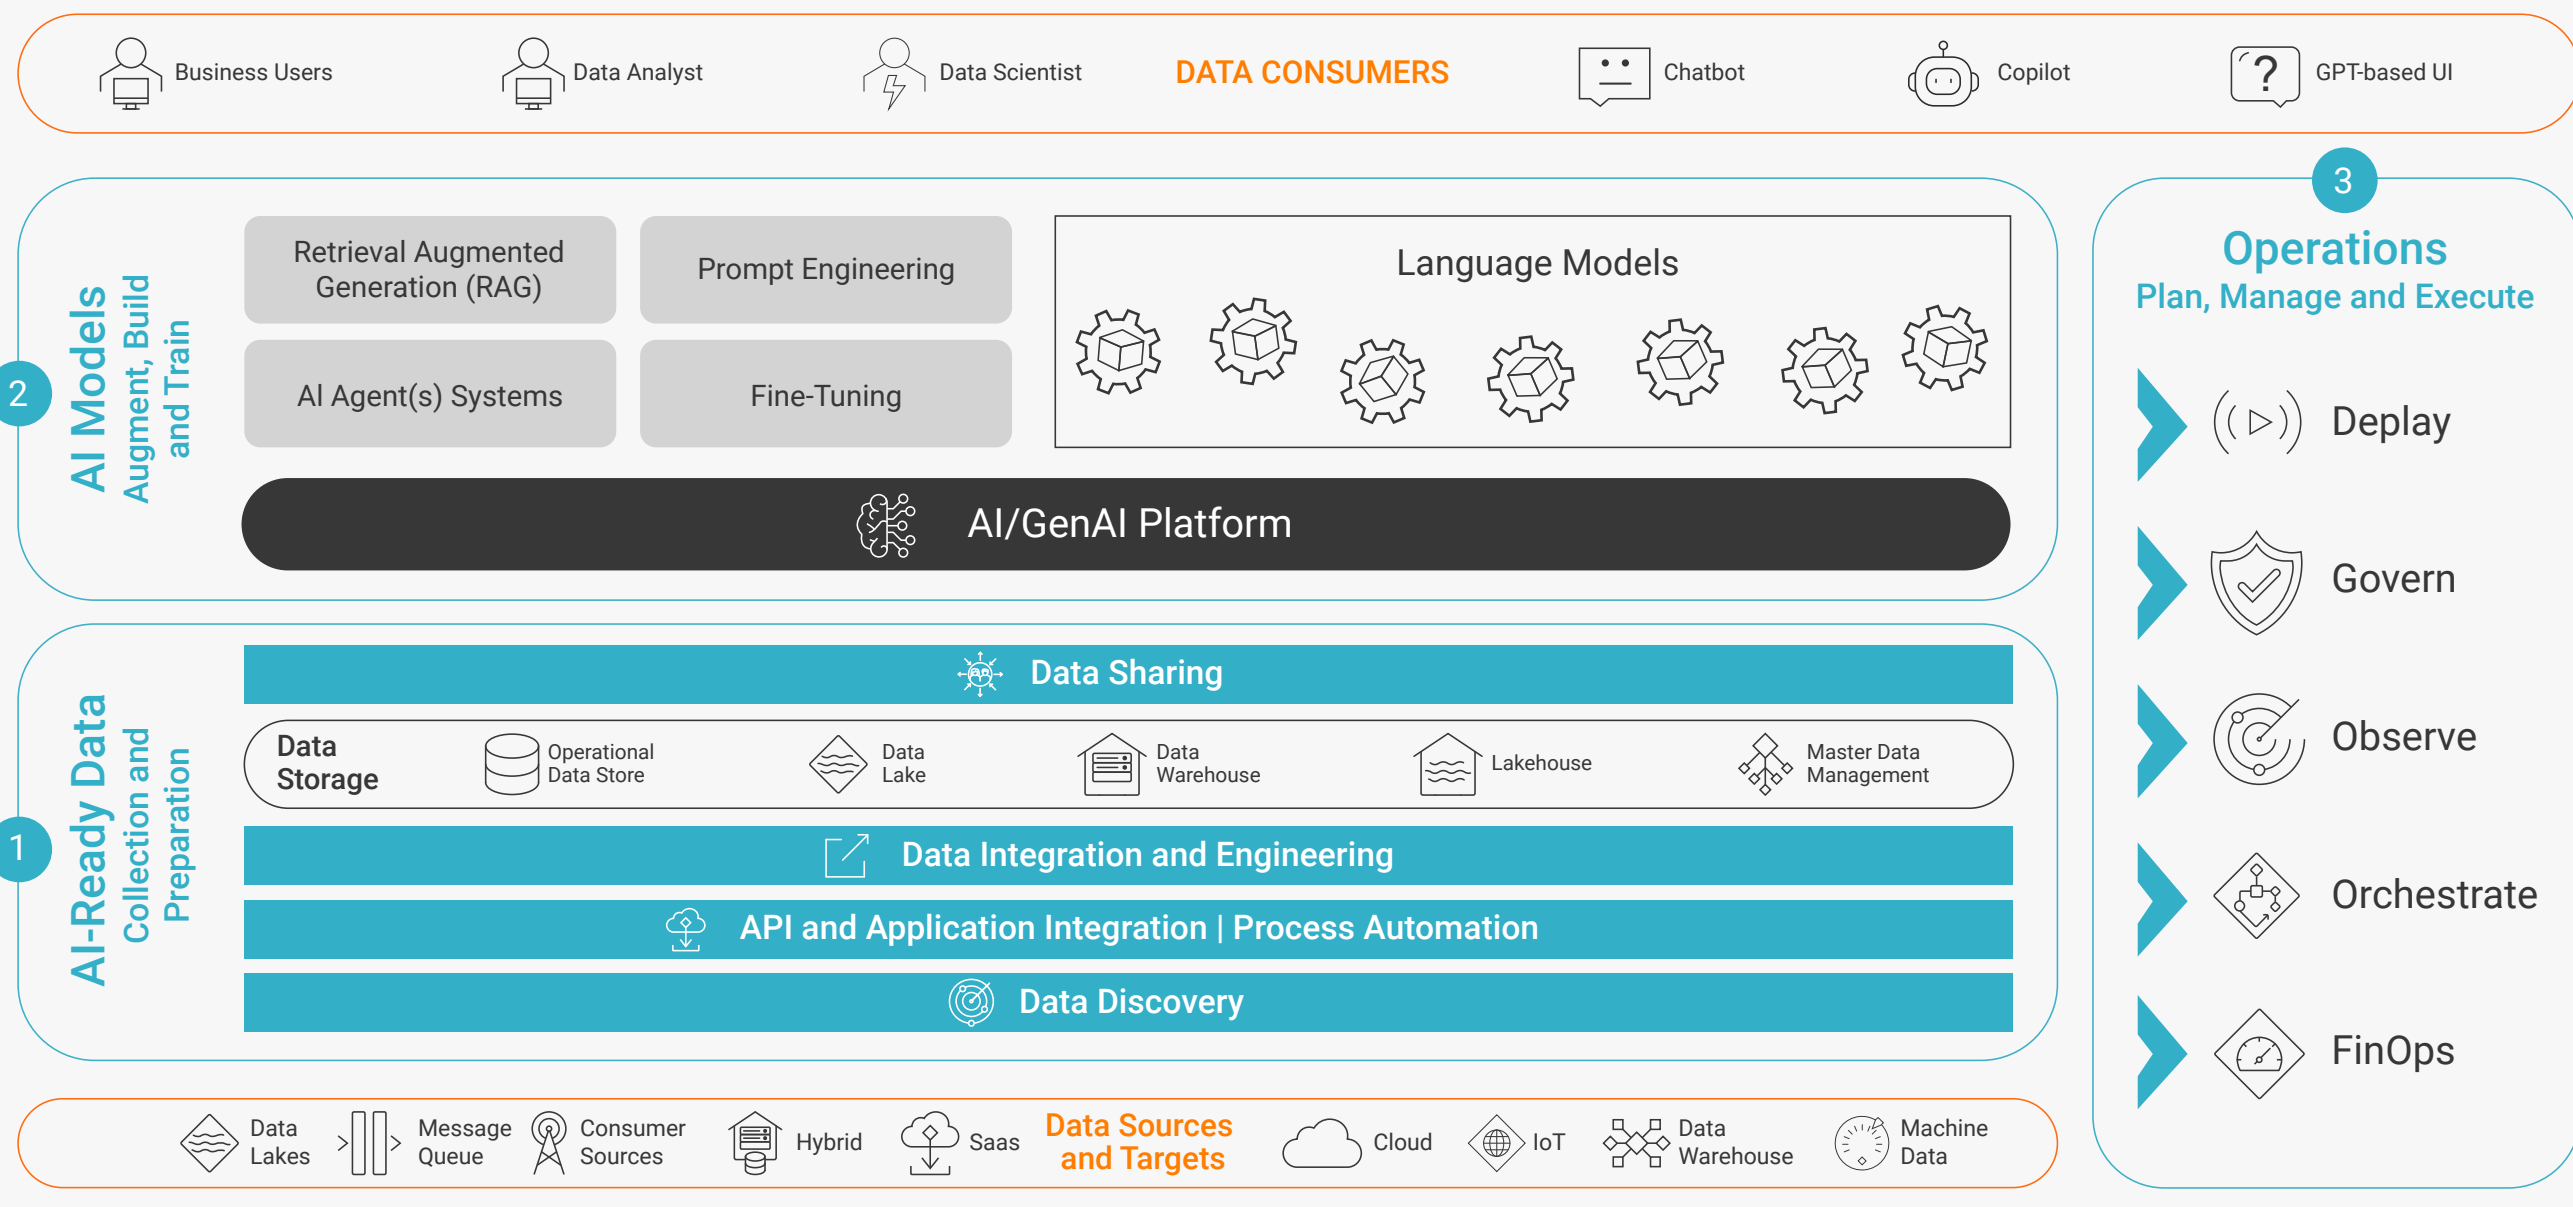 Business Users
Data Analyst
Data Scientist
DATA CONSUMERS
Chatbot
Copilot
?
GPT-based UI
2
AI Models
Augment, Build
and Train
Retrieval Augmented
Generation (RAG)
Prompt Engineering
Al Agent(s) Systems
Fine-Tuning
Language Models
AI/GenAI Platform
1
AI-Ready Data
Collection and
Preparation
Data Sharing
Data
Storage
Operational
Data Store
Data
Lake
Data
Warehouse
Lakehouse
Master Data
Management
Data Integration and Engineering
API and Application Integration | Process Automation
Data Discovery
3
Operations
Plan, Manage and Execute
Deplay
Govern
Observe
Orchestrate
FinOps
Data
Lakes
Message
Queue
Consumer
Sources
Hybrid
Saas
Data Sources
and Targets
Cloud
IoT
Data
Warehouse
Machine
Data